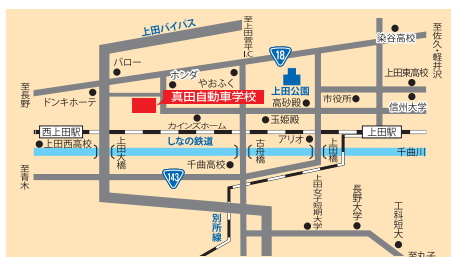 上田バイパス
至上田菅平I.C
18
染谷高校
至佐久・軽井沢
バロー
ホンダ
やおふく
上田公園
上田東高校
至長野
ドンキホーテ
真田自動車学校
高砂殿
市役所
信州大学
カインズホーム
玉姫殿
西上田駅
上田駅
上田西高校
上田大橋
しなの鉄道
古舟橋
アリオ
上田橋
千曲川
至青木
143
千曲高校
別所線
上田女子短期大学
長野大学
工科短大
至丸子